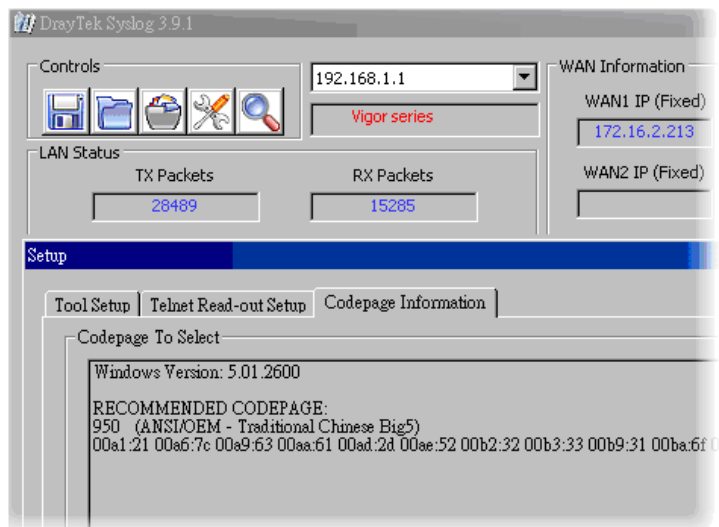 DrayTek Syslog 3.9.1
Controls
192.168.1.1
Vigor series
WAN Information
WAN1 IP (Fixed)
172.16.2.213
WAN2 IP (Fixed)
LAN Status
TX Packets
RX Packets
28489
15285
Setup
Tool Setup
Telnet Read-out Setup
Codepage Information
Codepage To Select
Windows Version: 5.01.2600
RECOMMENDED CODEPAGE:
950 (ANSI/OEM - Traditional Chinese Big5)
00a1:21 00a6:7c 00a9:63 00aa:61 00ad:2d 00ae:52 00b2:32 00b3:33 00b9:31 00ba:6f